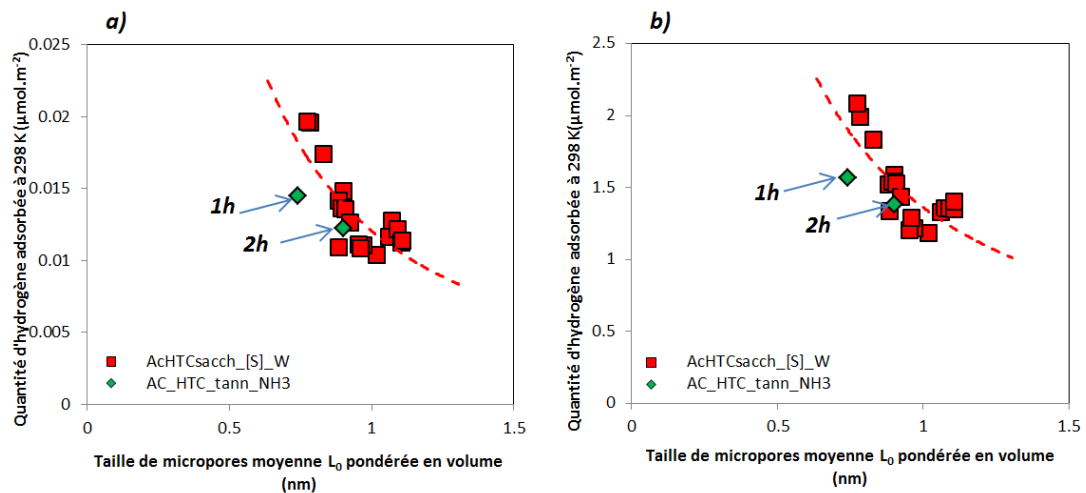 a)
Quantité d'hydrogène adsorbée à 298 K (µmol.m-2)
0.025
0.02
0.015
0.01
0.005
0
1h
2h
AcHTCsacch_[S]_W
AC_HTC_tann_NH3
0
0.5
1
1.5
Taille de micropores moyenne L0 pondérée en volume
(nm)
b)
Quantité d'hydrogène adsorbée à 298 K(µmol.m-2)
2.5
2
1.5
1
0.5
0
1h
2h
AcHTCsacch_[S]_W
AC_HTC_tann_NH3
0
0.5
1
1.5
Taille de micropores moyenne L0 pondérée en volume
(nm)